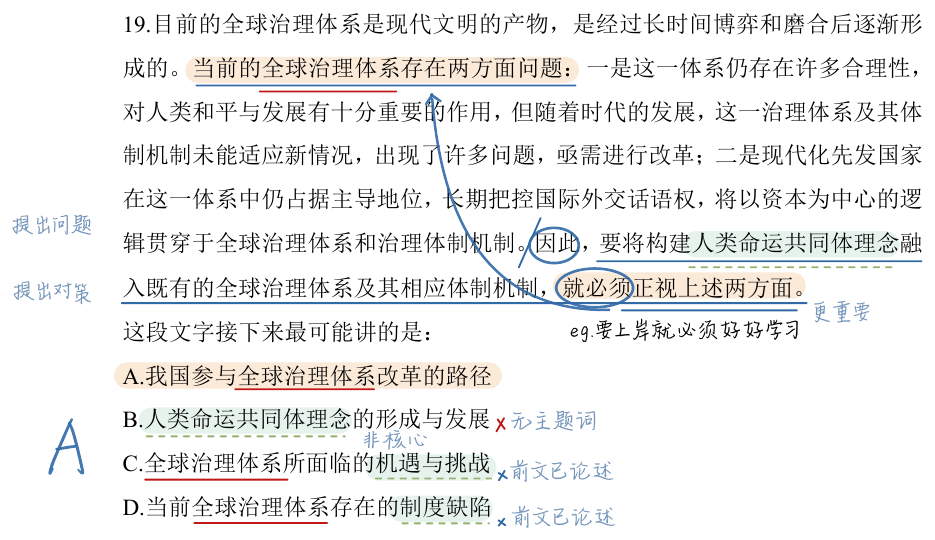 19.目前的全球治理体系是现代文明的产物，是经过长时间博弈和磨合后逐渐形
成的。当前的全球治理体系存在两方面问题：一是这一体系仍存在许多合理性，
对人类和平与发展有十分重要的作用，但随着时代的发展，这一治理体系及其体
制机制未能适应新情况，出现了许多问题，亟需进行改革；二是现代化先发国家
在这一体系中仍占据主导地位，长期把控国际外交话语权，将以资本为中心的逻
提出问题
辑贯穿于全球治理体系和治理体制机制。因此，要将构建人类命运共同体理念融
提出对策
入既有的全球治理体系及其相应体制机制，就必须正视上述两方面。
更重要
这段文字接下来最可能讲的是：
eg.要上岸就必须好好学习
A.我国参与全球治理体系改革的路径
B.人类命运共同体理念的形成与发展
x无主题词
非核心
A
C.全球治理体系所面临的机遇与挑战
x前文已论述
D.当前全球治理体系存在的制度缺陷
x前文已论述